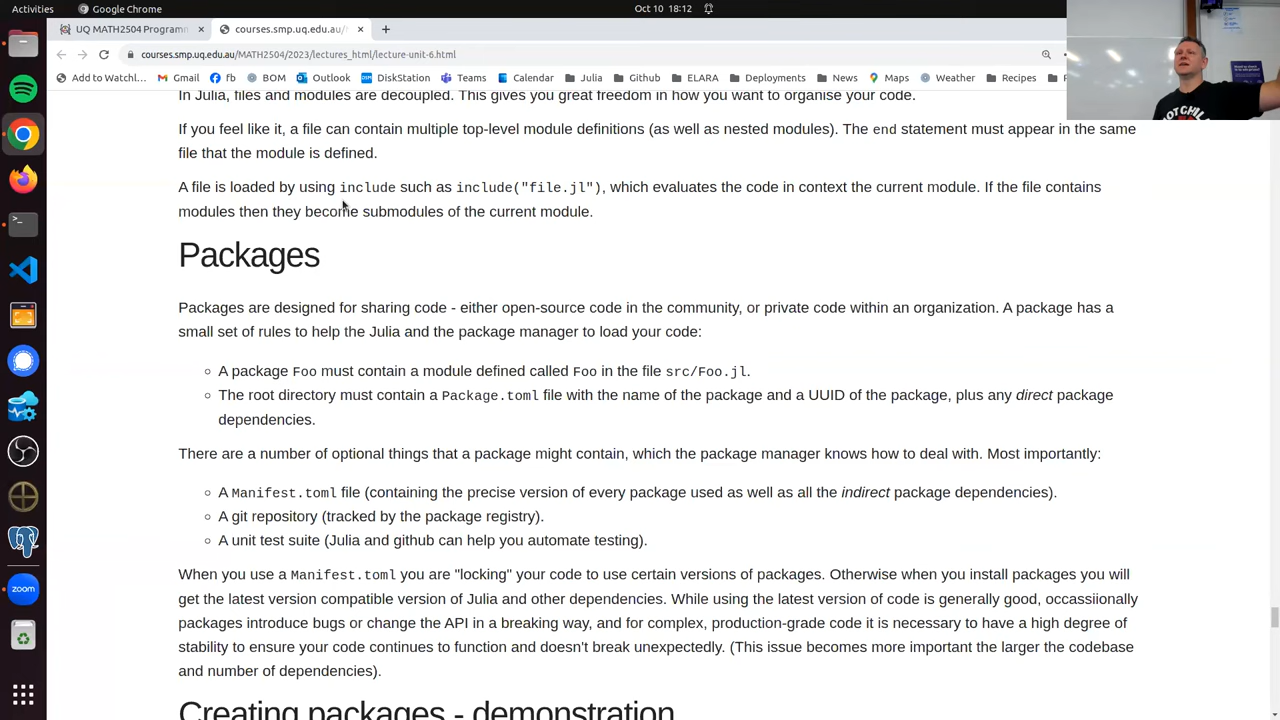 Activities
Google Chrome
Oct 10 18:12
UQ MATH2504 Programm
courses.smp.uq.edu.au/
courses.smp.uq.edu.au/MATH2504/2023/lectures_html/lecture-unit-6.html
Add to Watchl… Gmail Fb BOM Outlook DSM DiskStation Teams Calendar Julia Github ELARA Deployments News Maps Weather Recipes
In Julia, files and modules are decoupled. This gives you great freedom in how you want to organise your code.
If you feel like it, a file can contain multiple top-level module definitions (as well as nested modules). The end statement must appear in the same
file that the module is defined.
A file is loaded by using include such as include("file.jl"), which evaluates the code in context the current module. If the file contains
modules then they become submodules of the current module.
Packages
Packages are designed for sharing code - either open-source code in the community, or private code within an organization. A package has a
small set of rules to help the Julia and the package manager to load your code:
◦ A package Foo must contain a module defined called Foo in the file src/Foo.jl.
◦ The root directory must contain a Package.toml file with the name of the package and a UUID of the package, plus any direct package
dependencies.
There are a number of optional things that a package might contain, which the package manager knows how to deal with. Most importantly:
◦ A Manifest.toml file (containing the precise version of every package used as well as all the indirect package dependencies).
◦ A git repository (tracked by the package registry).
◦ A unit test suite (Julia and github can help you automate testing).
When you use a Manifest.toml you are "locking" your code to use certain versions of packages. Otherwise when you install packages you will
get the latest version compatible version of Julia and other dependencies. While using the latest version of code is generally good, occassiionally
packages introduce bugs or change the API in a breaking way, and for complex, production-grade code it is necessary to have a high degree of
stability to ensure your code continues to function and doesn't break unexpectedly. (This issue becomes more important the larger the codebase
and number of dependencies).
Creating packages - demonstration
zoom